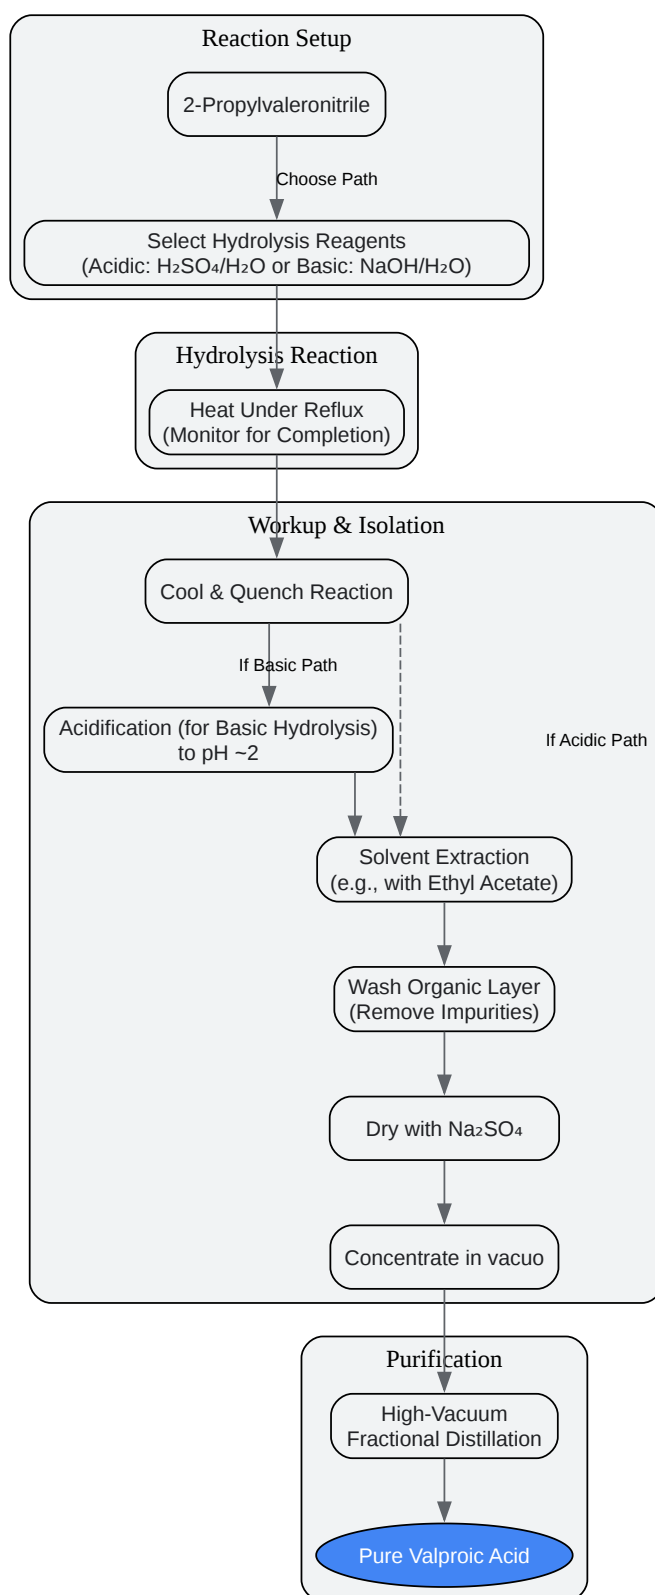 Reaction Setup
2-Propylvaleronitrile
Choose Path
Select Hydrolysis Reagents
(Acidic: H₂SO₄/H₂O or Basic: NaOH/H₂O)
Hydrolysis Reaction
Heat Under Reflux
(Monitor for Completion)
Workup & Isolation
Cool & Quench Reaction
If Basic Path
Acidification (for Basic Hydrolysis)
to pH ~2
If Acidic Path
Solvent Extraction
(e.g., with Ethyl Acetate)
Wash Organic Layer
(Remove Impurities)
Dry with Na₂SO₄
Concentrate in vacuo
Purification
High-Vacuum
Fractional Distillation
Pure Valproic Acid